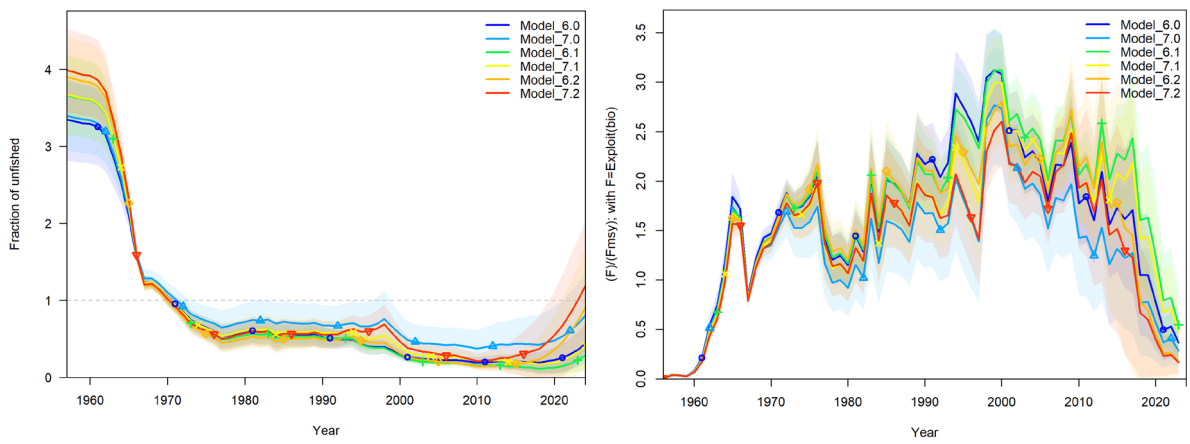 Fraction of unfished
4
3
2
1
0
1960
1970
1980
1990
2000
2010
2020
Year
Model_6.0
Model_7.0
Model_6.1
Model_7.1
Model_6.2
Model_7.2
(F)/(Fmsy); with F=Exploit(bio)
3.5
3.0
2.5
2.0
1.5
1.0
0.5
0.0
1960
1970
1980
1990
2000
2010
2020
Year
Model_6.0
Model_7.0
Model_6.1
Model_7.1
Model_6.2
Model_7.2